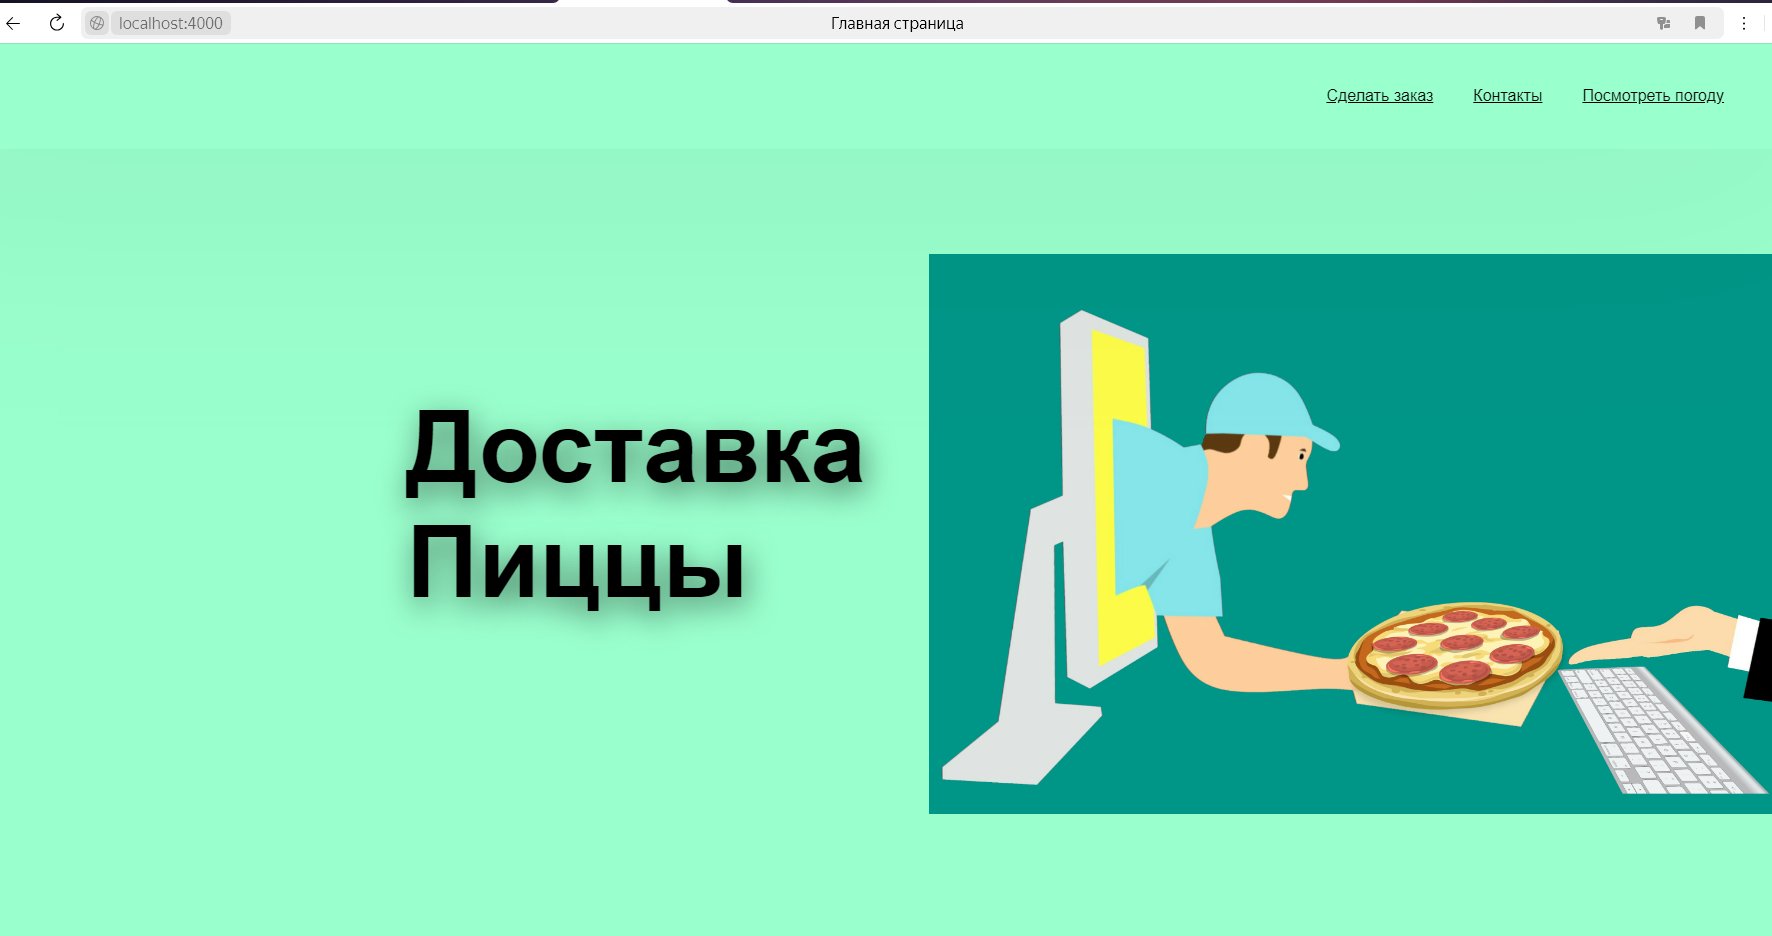 localhost:4000
Главная страница
Сделать заказ
Контакты
Посмотреть погоду
Доставка
Пиццы